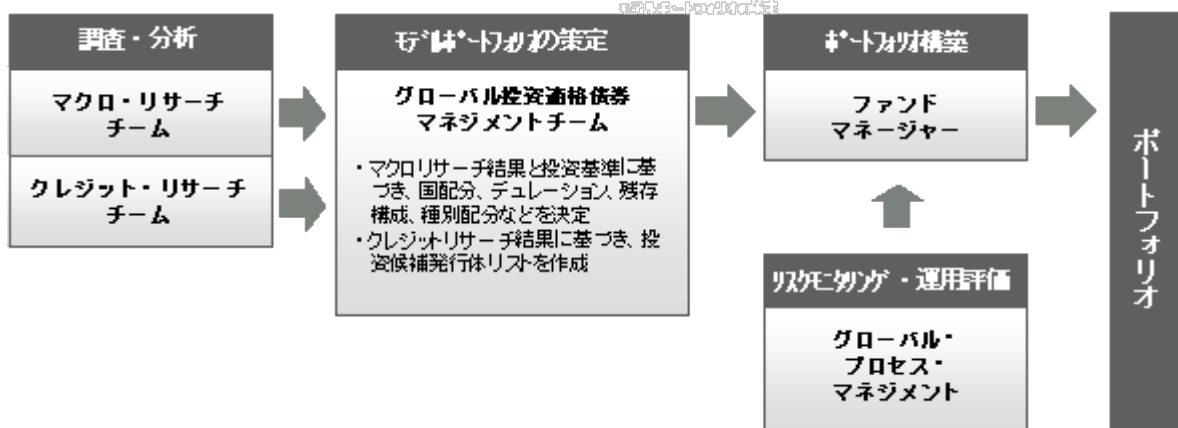 調査・分析
マクロ・リサーチ
チーム
クレジット・リサーチ
チーム
モデルポートフォリオの策定
グローバル投資適格債券
マネジメントチーム
・マクロリサーチ結果と投資基準に基
づき、国配分、デュレーション、残存
構成、種別配分などを決定
・クレジットリサーチ結果に基づき、投
資候補発行体リストを作成
ポートフォリオ構築
ファンド
マネージャー
リスクモニタリング・運用評価
グローバル・
プロセス・
マネジメント
ポートフォリオ